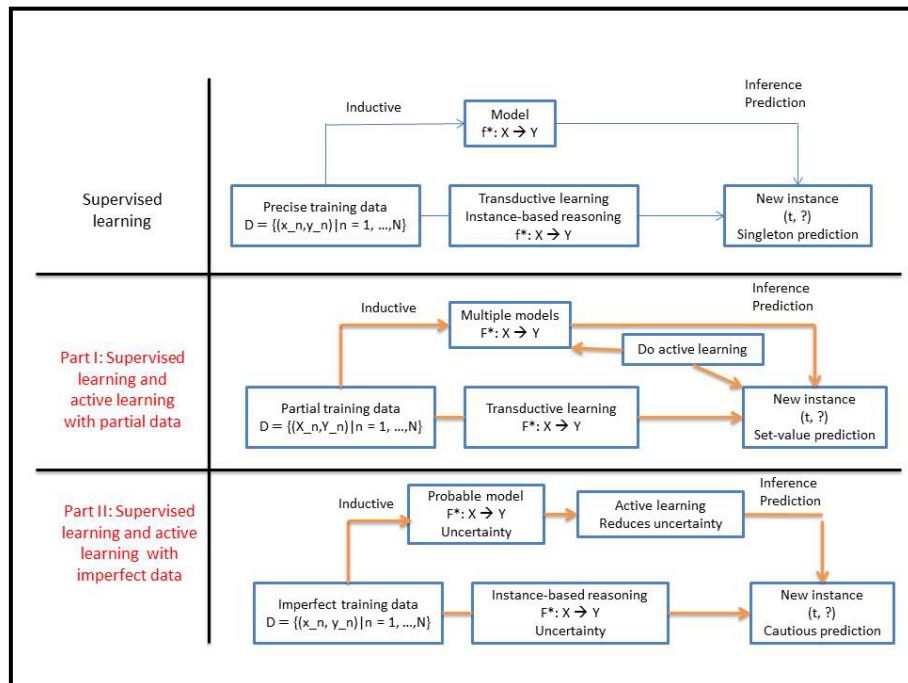 Supervised
learning
Inductive
Model
f*: X → Y
Inference
Prediction
Precise training data
D = {(x_n,y_n)|n = 1, ...,N}
Transductive learning
Instance-based reasoning
f*: X → Y
New instance
(t, ?)
Singleton prediction
Part I: Supervised
learning and
active learning
with partial data
Inductive
Multiple models
F*: X → Y
Inference
Prediction
Do active learning
Partial training data
D = {(X_n,Y_n)|n = 1, ...,N}
Transductive learning
F*: X → Y
New instance
(t, ?)
Set-value prediction
Part II: Supervised
learning and active
learning with
imperfect data
Inductive
Probable model
F*: X → Y
Uncertainty
Active learning
Reduces uncertainty
Inference
Prediction
Imperfect training data
D = {(x_n, y_n)|n = 1, ...,N}
Instance-based reasoning
F*: X → Y
Uncertainty
New instance
(t, ?)
Cautious prediction